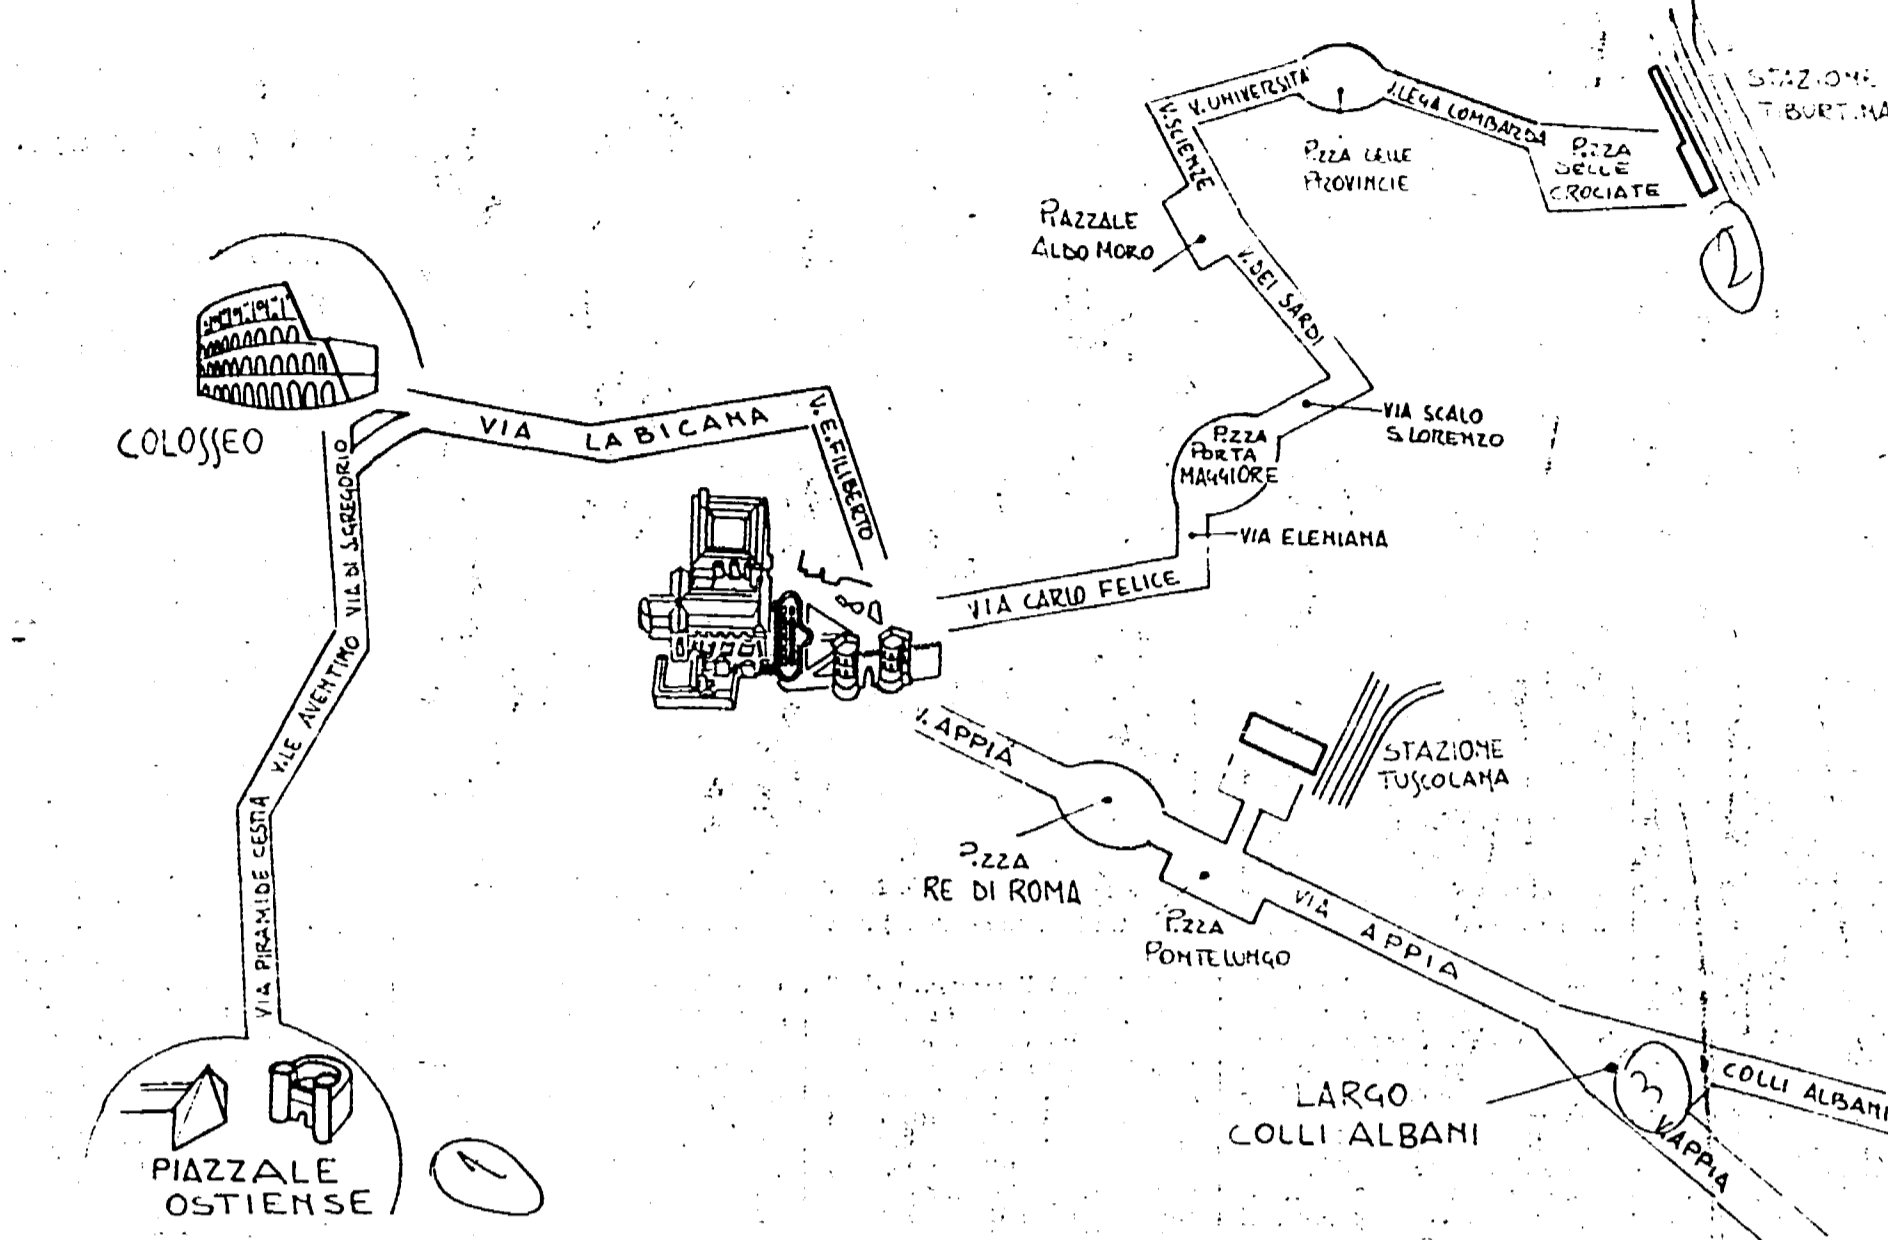 STAZIONE
TIBURTINA
V. UNIVERSITA'
V. LEGA LOMBARDA
V. SCIENZE
P.ZZA DELLE
PROVINCIE
P.ZZA
DELLE
CROCIATE
2
PIAZZALE
ALDO MORO
V. DEI SARDI
VIA SCALO
S. LORENZO
P.ZZA
PORTA
MAGGIORE
VIA ELENIANA
VIA CARLO FELICE
COLOSSEO
VIA LABICANA
V. E. FILIBERTO
VIA DI S. GREGORIO
V.LE AVENTINO
VIA PIRAMIDE CESTIA
PIAZZALE
OSTIENSE
1
V. APPIA
STAZIONE
TUSCOLANA
P.ZZA
RE DI ROMA
P.ZZA
PONTELUNGO
VIA APPIA
LARGO
COLLI ALBANI
3
COLLI ALBANI
V. APPIA